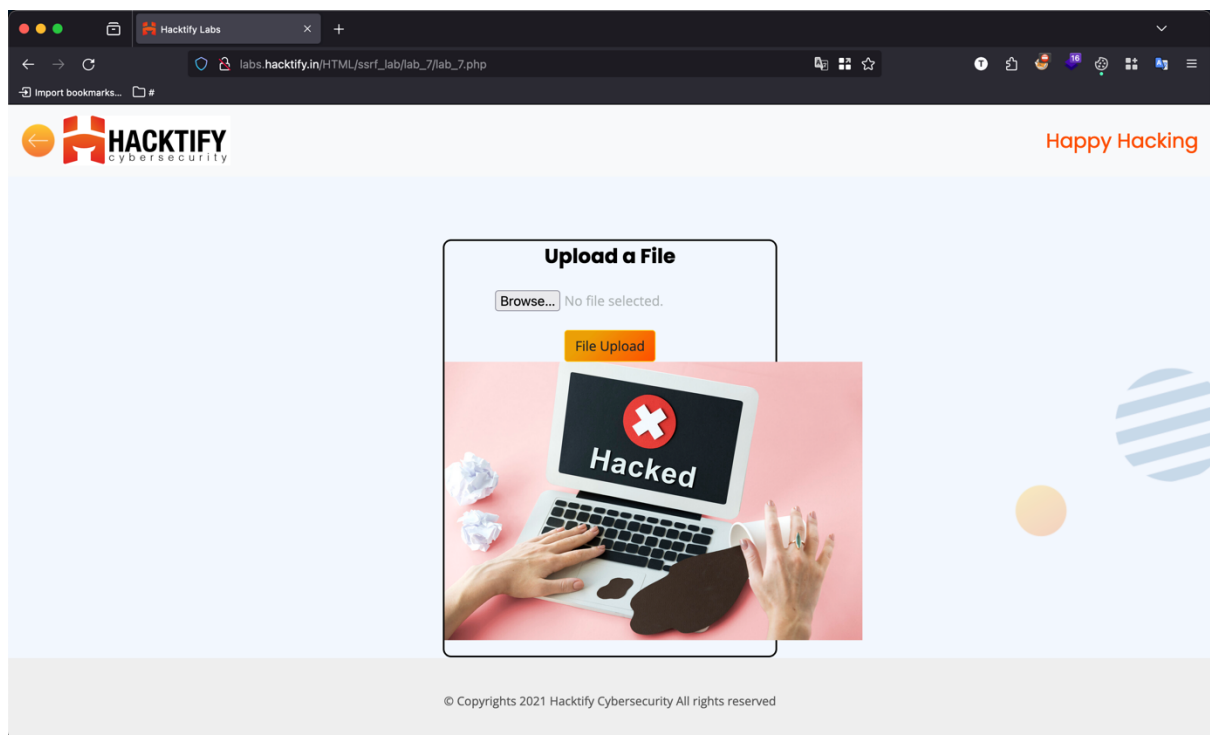 Hacktify Labs
labs.hacktify.in/HTML/ssrf_lab/lab_7/lab_7.php
16
Import bookmarks...
#
HACKTIFY
cybersecurity
Happy Hacking
Upload a File
Browse... No file selected.
File Upload
Hacked
© Copyrights 2021 Hacktify Cybersecurity All rights reserved